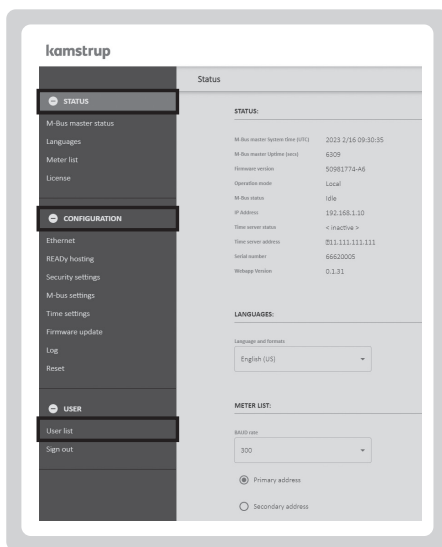 kamstrup
Status
STATUS
M-Bus master status
Languages
Meter list
License
CONFIGURATION
Ethernet
READy hosting
Security settings
M-bus settings
Time settings
Firmware update
Log
Reset
USER
User list
Sign out
STATUS:
M-Bus master System time (UTC) 2023 2/16 09:30:35
M-Bus master Uptime (secs) 6309
Firmware version 50981774-A6
Operation mode Local
M-Bus status Idle
IP Address 192.168.1.10
Time server status < inactive >
Time server address 11.111.111.111
Serial number 66620005
Webapp Version 0.1.31
LANGUAGES:
Language and formats
English (US)
METER LIST:
BAUD rate
300
Primary address
Secondary address